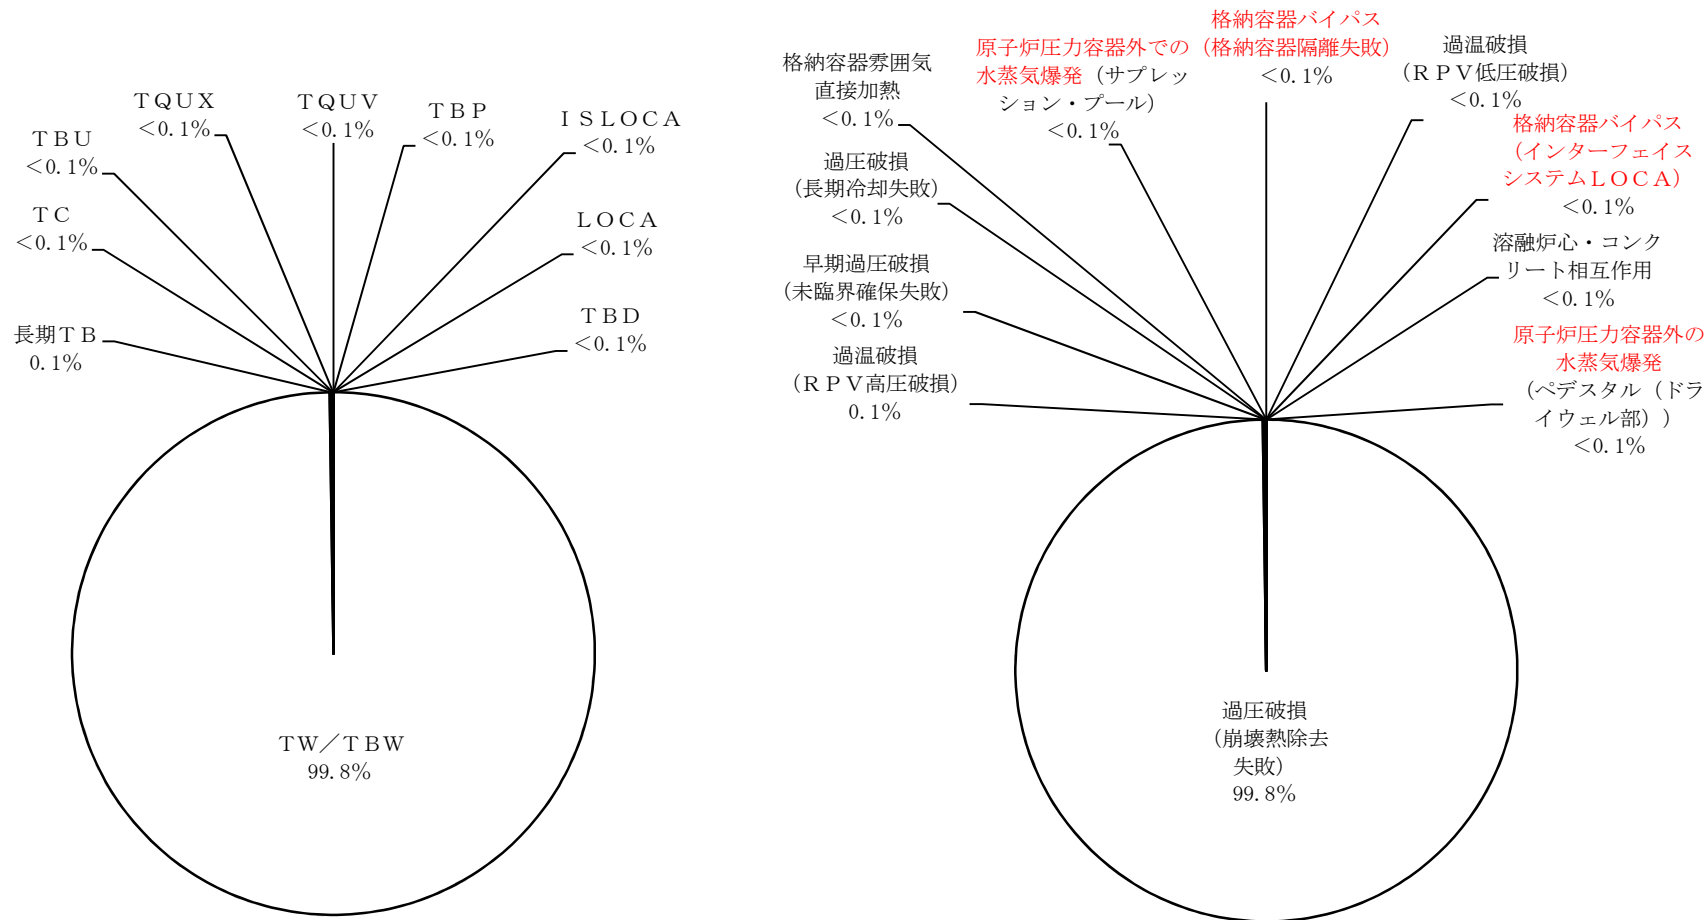 ＴＱＵＸ
＜0.1%
ＴＱＵＶ
＜0.1%
ＴＢＰ
＜0.1%
ＩＳＬＯＣＡ
＜0.1%
ＴＢＵ
＜0.1%
ＴＣ
＜0.1%
ＬＯＣＡ
＜0.1%
長期ＴＢ
0.1%
ＴＢＤ
＜0.1%
ＴＷ／ＴＢＷ
99.8%
格納容器雰囲気
直接加熱
＜0.1%
原子炉圧力容器外での
水蒸気爆発（サプレッ
ション・プール）
＜0.1%
格納容器バイパス
（格納容器隔離失敗）
＜0.1%
過温破損
（ＲＰＶ低圧破損）
＜0.1%
過圧破損
（長期冷却失敗）
＜0.1%
格納容器バイパス
（インターフェイス
システムＬＯＣＡ）
＜0.1%
早期過圧破損
（未臨界確保失敗）
＜0.1%
溶融炉心・コンク
リート相互作用
＜0.1%
過温破損
（ＲＰＶ高圧破損）
0.1%
原子炉圧力容器外の
水蒸気爆発
（ペデスタル（ドラ
イウェル部））
＜0.1%
過圧破損
（崩壊熱除去
失敗）
99.8%